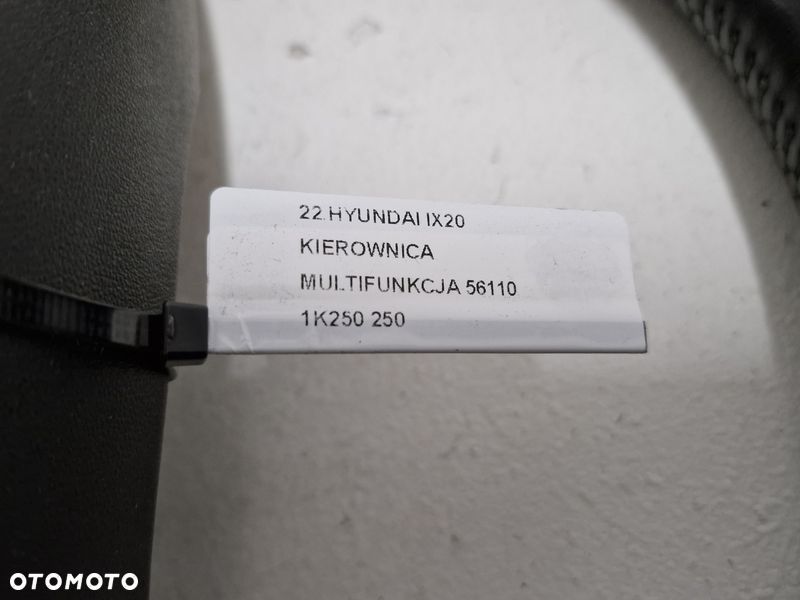 22.HYUNDAI IX20
KIEROWNICA
MULTIFUNKCJA 56110
1K250 250
OTOMOTO